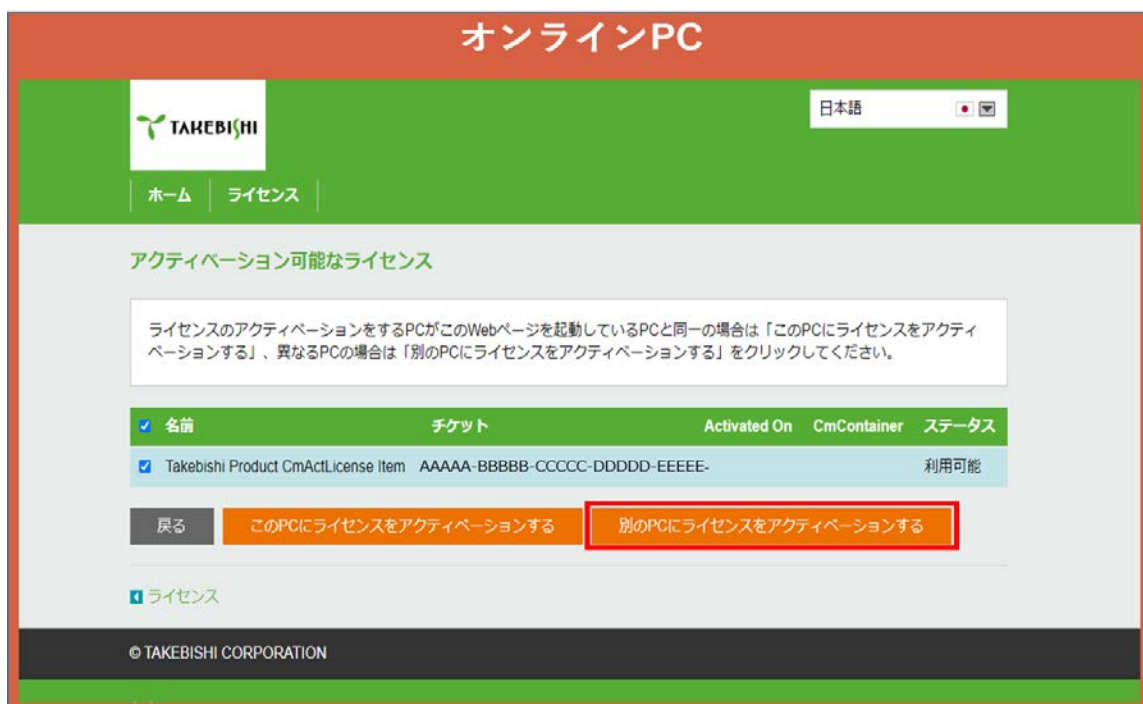 オンラインPC
TAKEBISHI
日本語
ホーム ライセンス
アクティベーション可能なライセンス
ライセンスのアクティベーションをするPCがこのWebページを起動しているPCと同一の場合は「このPCにライセンスをアクティ
ベーションする」、異なるPCの場合は「別のPCにライセンスをアクティベーションする」をクリックしてください。
名前 チケット Activated On CmContainer ステータス
Takebishi Product CmActLicense Item AAAAA-BBBBB-CCCCC-DDDDD-EEEEE- 利用可能
戻る このPCにライセンスをアクティベーションする 別のPCにライセンスをアクティベーションする
ライセンス
© TAKEBISHI CORPORATION